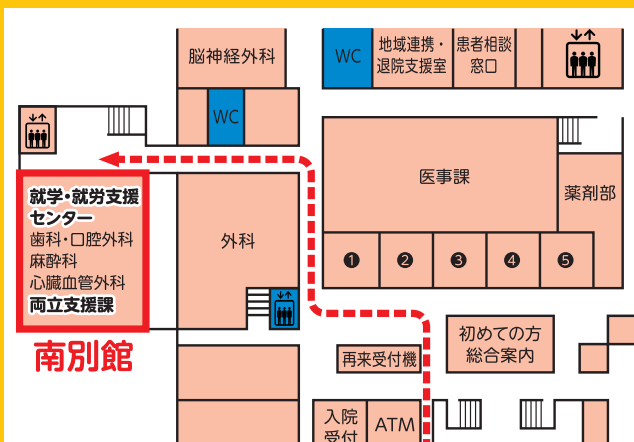 脳神経外科
WC
地域連携・
退院支援室
患者相談
窓口
WC
医事課
薬剤部
就学・就労支援
センター
歯科・口腔外科
麻酔科
心臓血管外科
両立支援課
外科
❶
❷
❸
❹
❺
南別館
再来受付機
初めての方
総合案内
入院
受付
ATM